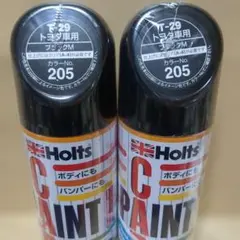 T-29
トヨタ車用
ブラックM
カラーNo.
205
T-29
トヨタ車用
ブラックM
カラーNo.
205
Holts
ボディにも
バンパーにも
Holts
ボディにも
バンパーにも